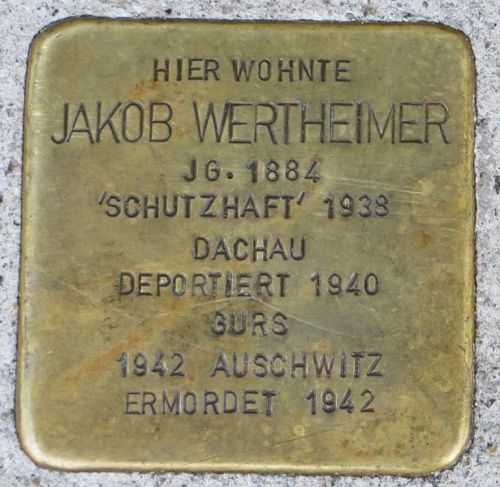 HIER WOHNTE
JAKOB WERTHEIMER
JG. 1884
'SCHUTZHAFT' 1938
DACHAU
DEPORTIERT 1940
GURS
1942 AUSCHWITZ
ERMORDET 1942